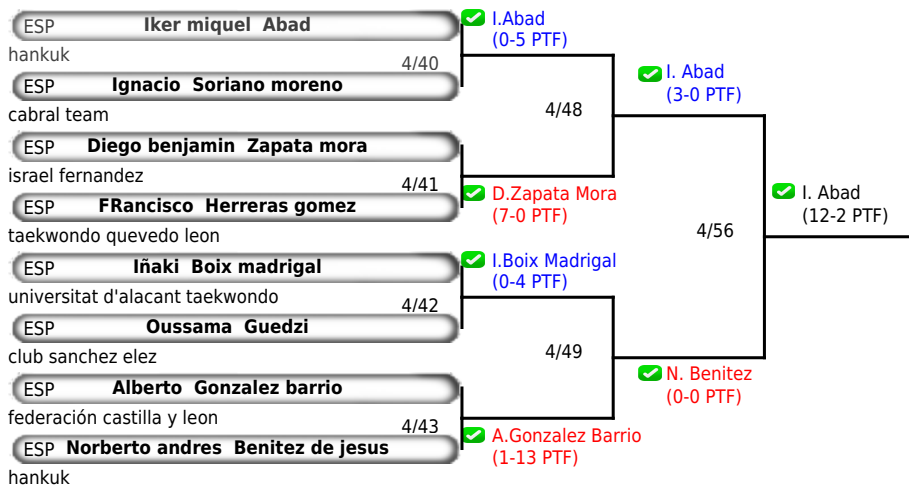 ESP Iker miquel Abad
hankuk
4/40
ESP Ignacio Soriano moreno
cabral team
I.Abad
(0-5 PTF)
ESP Diego benjamin Zapata mora
israel fernandez
4/41
ESP FRancisco Herreras gomez
taekwondo quevedo leon
D.Zapata Mora
(7-0 PTF)
ESP Iñaki Boix madrigal
universitat d'alacant taekwondo
4/42
ESP Oussama Guedzi
club sanchez elez
I.Boix Madrigal
(0-4 PTF)
ESP Alberto Gonzalez barrio
federación castilla y leon
4/43
ESP Norberto andres Benitez de jesus
hankuk
A.Gonzalez Barrio
(1-13 PTF)
4/48
I. Abad
(3-0 PTF)
4/49
N. Benitez
(0-0 PTF)
4/56
I. Abad
(12-2 PTF)